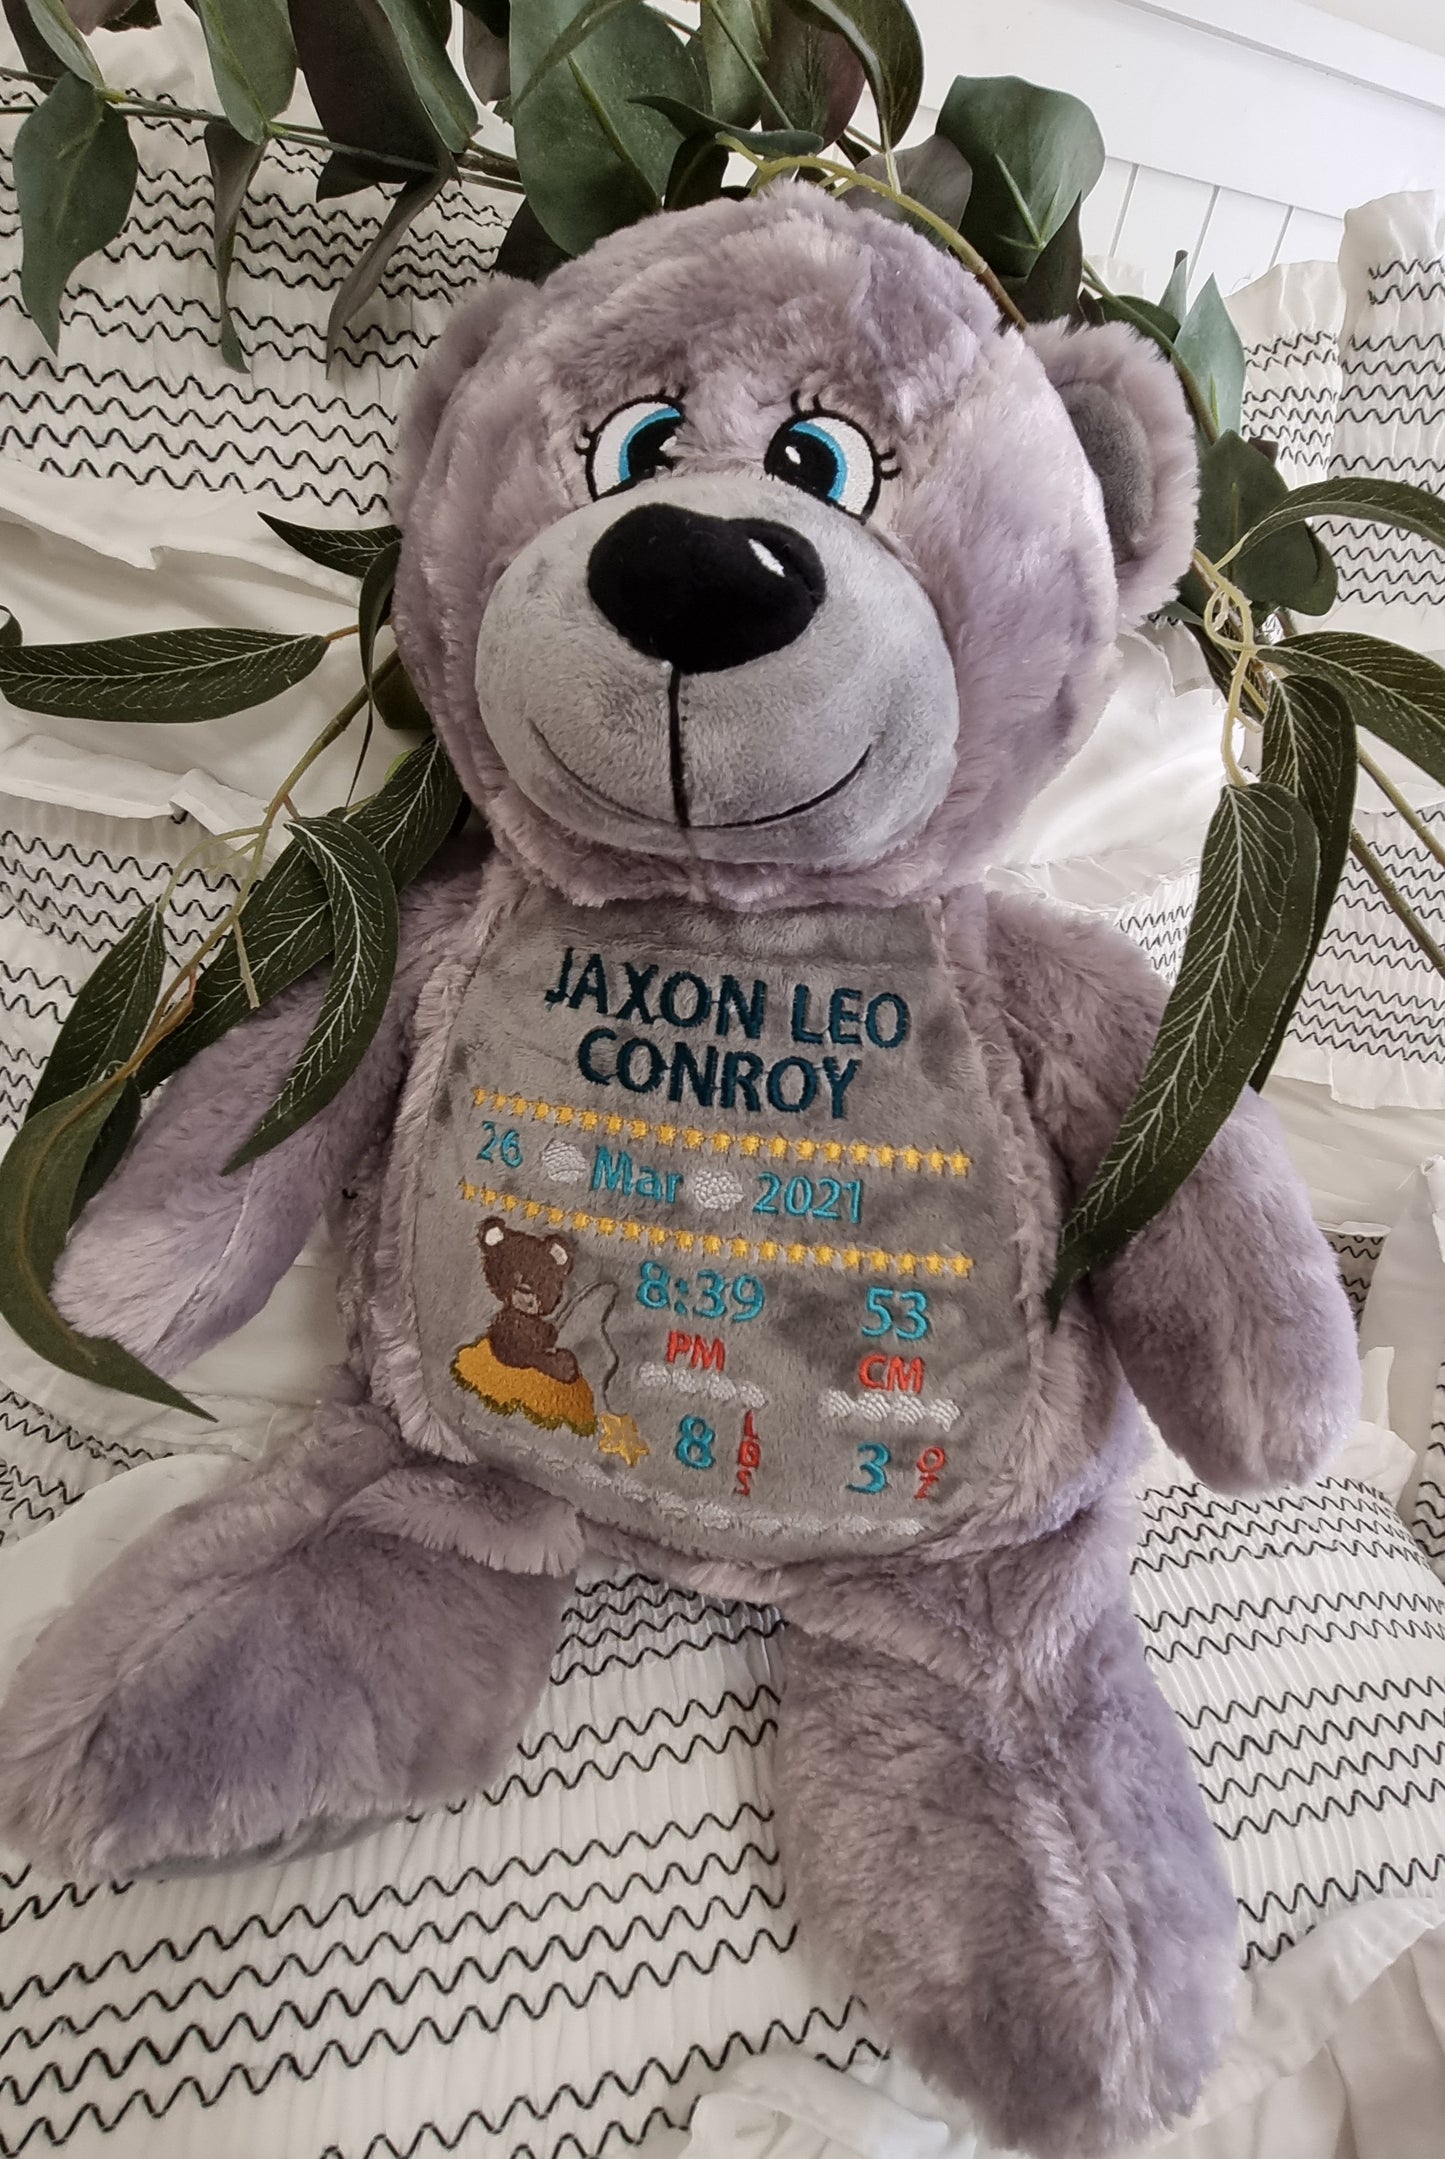 JAXON LEO
CONROY
26 Mar 2021
8:39 53
PM CM
8 LBS 3 OZ